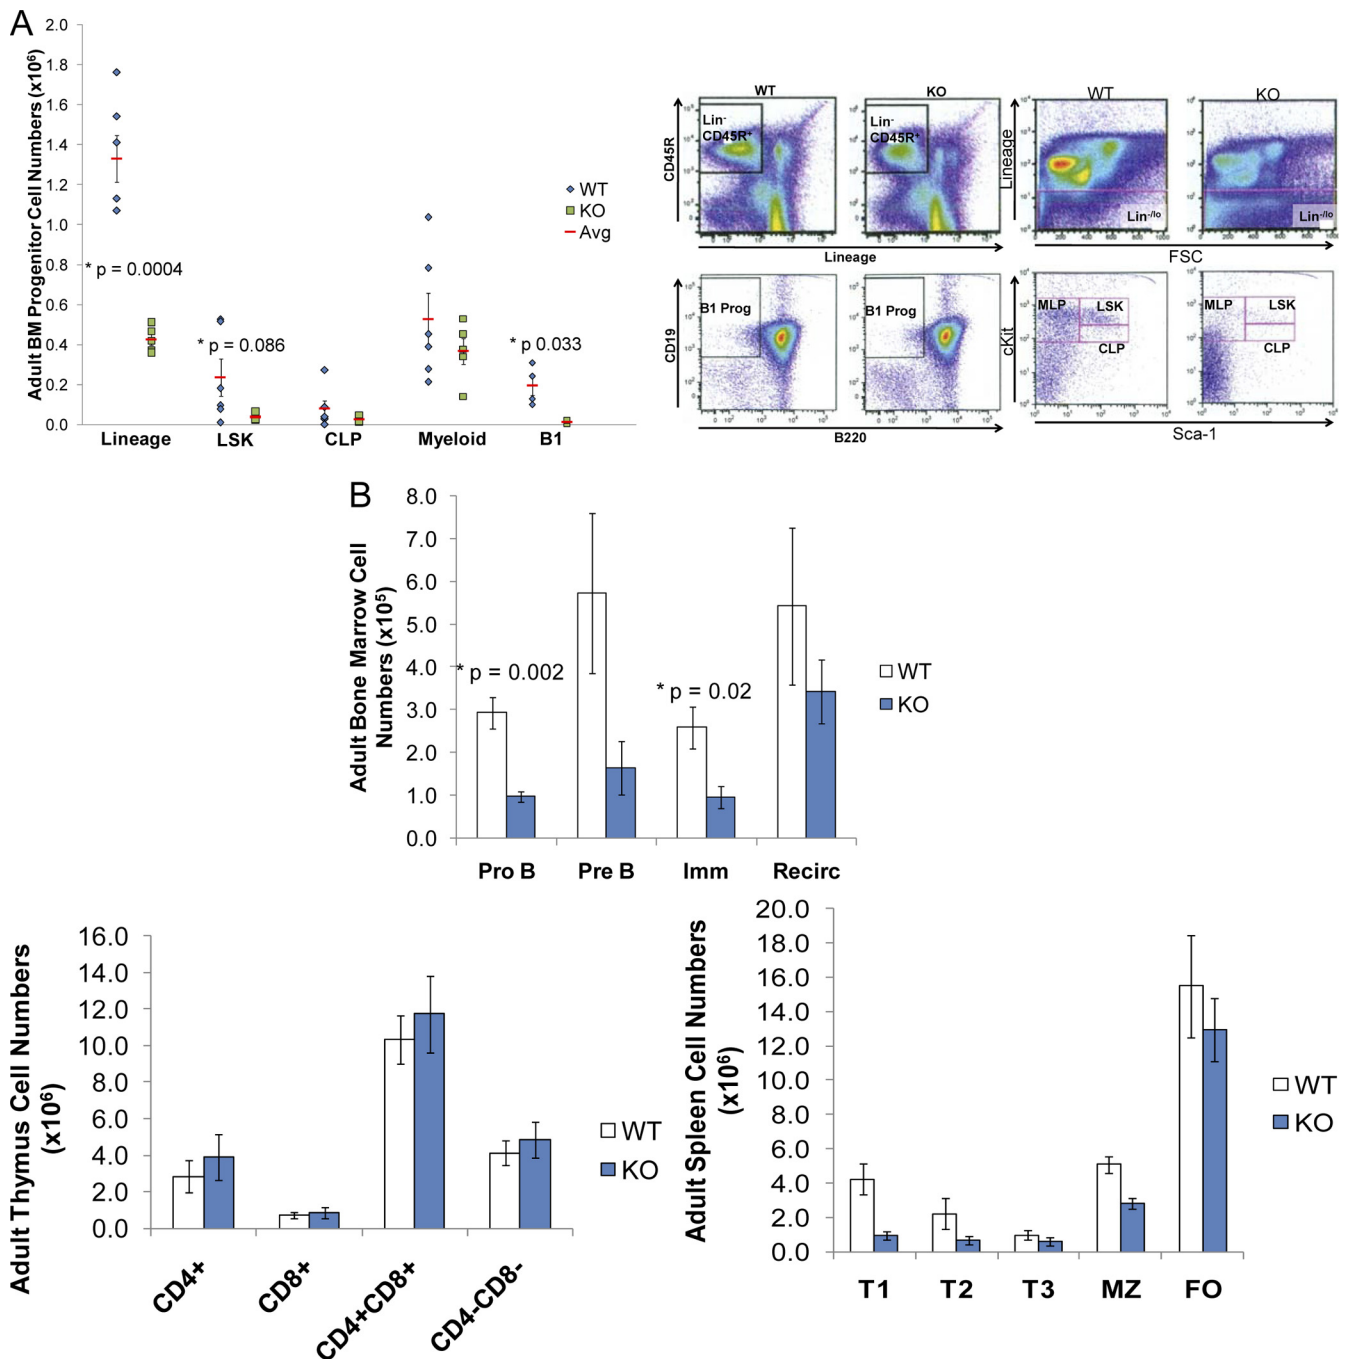 A
Adult BM Progenitor Cell Numbers (x10⁶)
2.0
1.8
1.6
1.4
1.2
1.0
0.8
0.6
0.4
0.2
0.0
* p = 0.0004
* p = 0.086
* p 0.033
WT
KO
Avg
Lineage LSK CLP Myeloid B1
WT KO
Lin⁻
CD45R⁺
Lin⁻
CD45R⁺
CD45R
Lineage
WT KO
Lineage
Lin⁻/lo Lin⁻/lo
FSC
B1 Prog B1 Prog
CD19
B220
MLP LSK
CLP
MLP LSK
CLP
cKit
Sca-1
B
Adult Bone Marrow Cell
Numbers (x10⁵)
8.0
7.0
6.0
5.0
4.0
3.0
2.0
1.0
0.0
* p = 0.002
* p = 0.02
WT
KO
Pro B Pre B Imm Recirc
Adult Thymus Cell Numbers
(x10⁶)
16.0
14.0
12.0
10.0
8.0
6.0
4.0
2.0
0.0
WT
KO
CD4+ CD8+ CD4+CD8+ CD4-CD8-
Adult Spleen Cell Numbers
(x10⁶)
20.0
18.0
16.0
14.0
12.0
10.0
8.0
6.0
4.0
2.0
0.0
WT
KO
T1 T2 T3 MZ FO